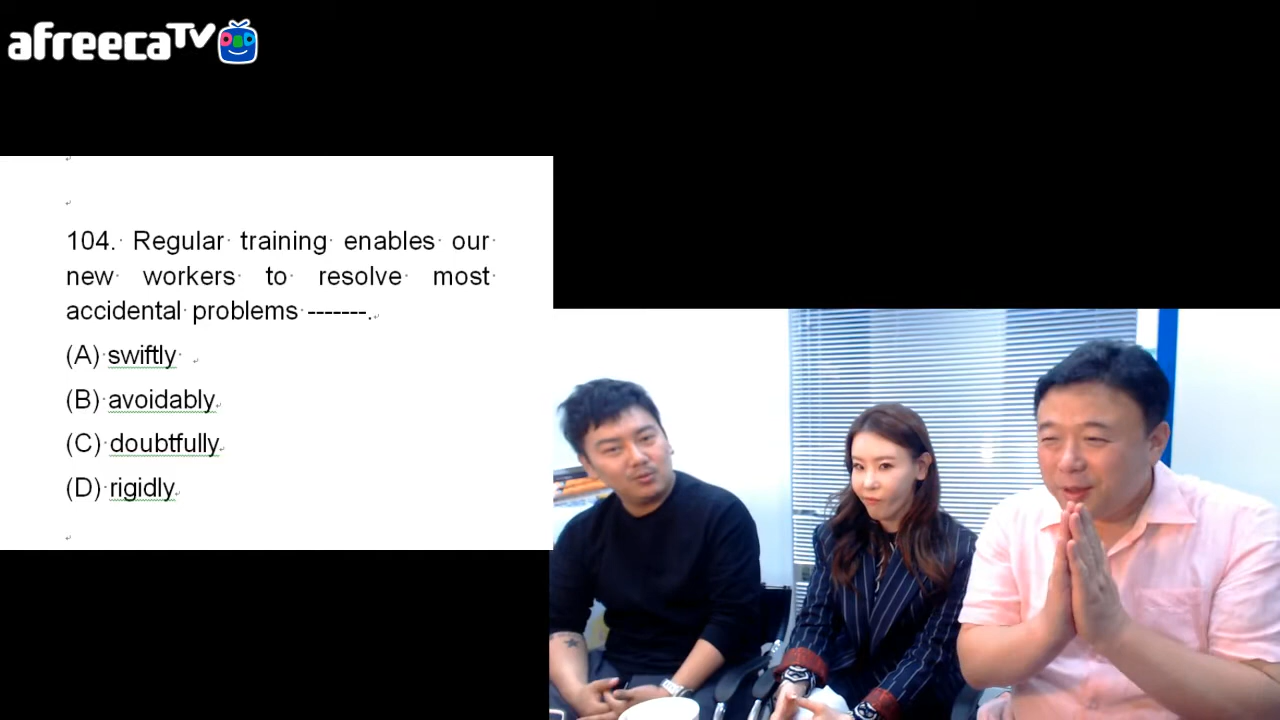 afreecaTV
104. Regular training enables our
new workers to resolve most
accidental problems -------.
(A) swiftly
(B) avoidably
(C) doubtfully
(D) rigidly